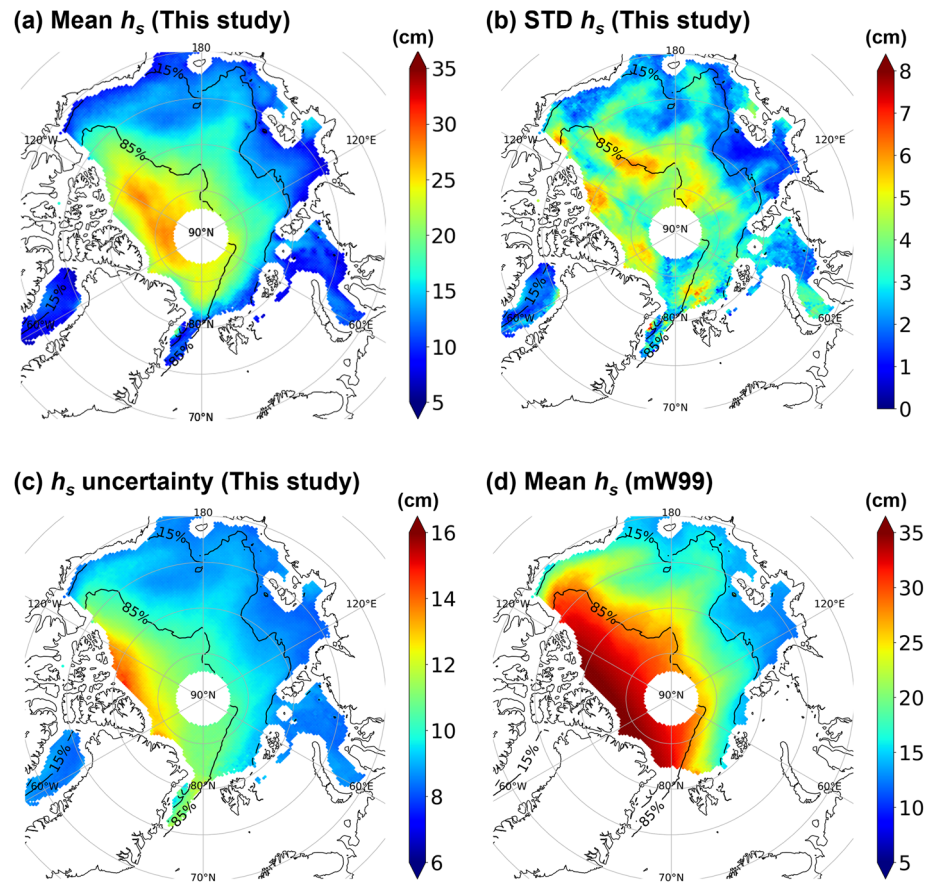 (a) Mean hs (This study)
(cm)
180
15%
120°W
120°E
85%
90°N
15%
60°W
80°N
60°E
85%
70°N
35
30
25
20
15
10
5
(b) STD hs (This study)
(cm)
180
15%
120°W
120°E
85%
90°N
15%
60°W
80°N
60°E
85%
70°N
8
7
6
5
4
3
2
1
0
(c) hs uncertainty (This study)
(cm)
180
15%
120°W
120°E
85%
90°N
15%
60°W
80°N
60°E
85%
70°N
16
14
12
10
8
6
(d) Mean hs (mW99)
(cm)
180
15%
120°W
120°E
85%
90°N
15%
60°W
80°N
60°E
85%
70°N
35
30
25
20
15
10
5